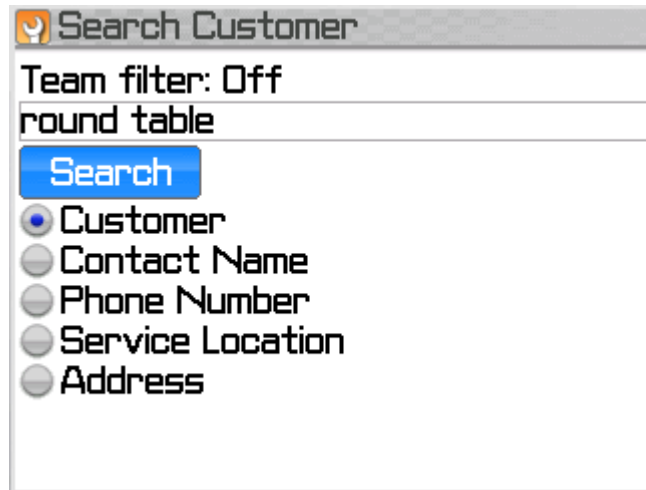 Search Customer
Team filter: Off
round table
Search
Customer
Contact Name
Phone Number
Service Location
Address